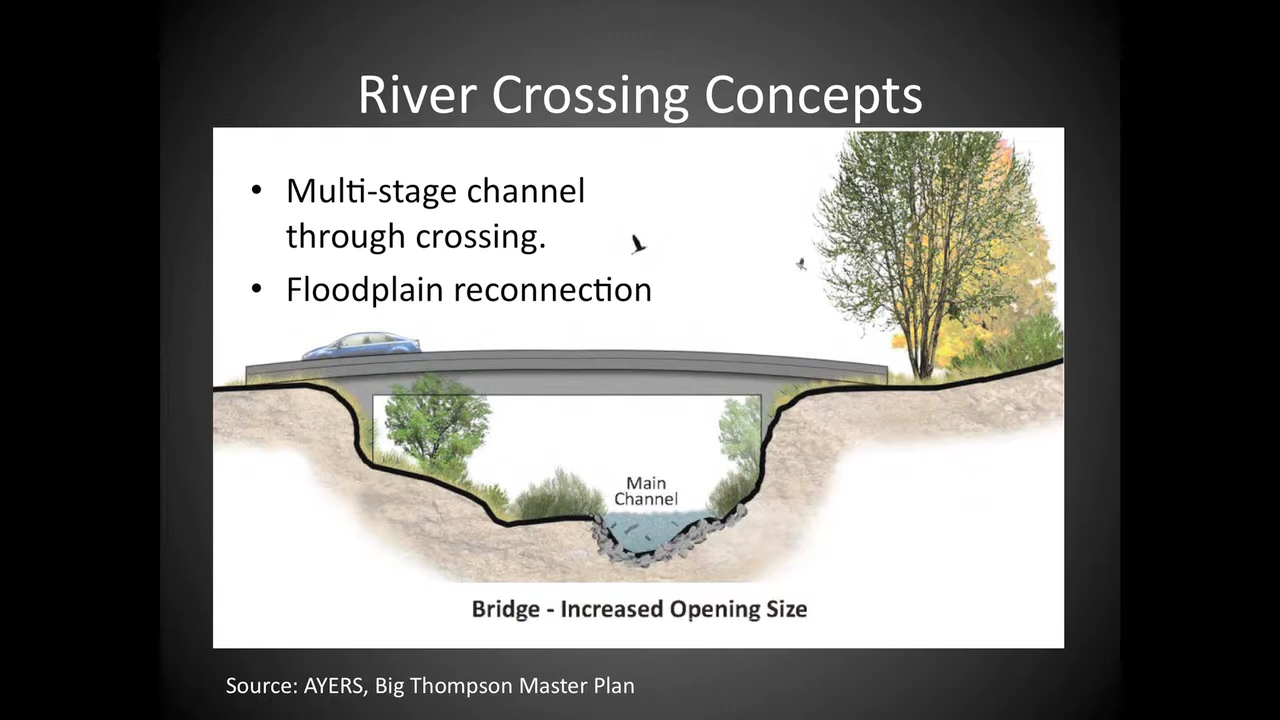 River Crossing Concepts
• Multi-stage channel
through crossing.
• Floodplain reconnection
Main
Channel
Bridge - Increased Opening Size
Source: AYERS, Big Thompson Master Plan